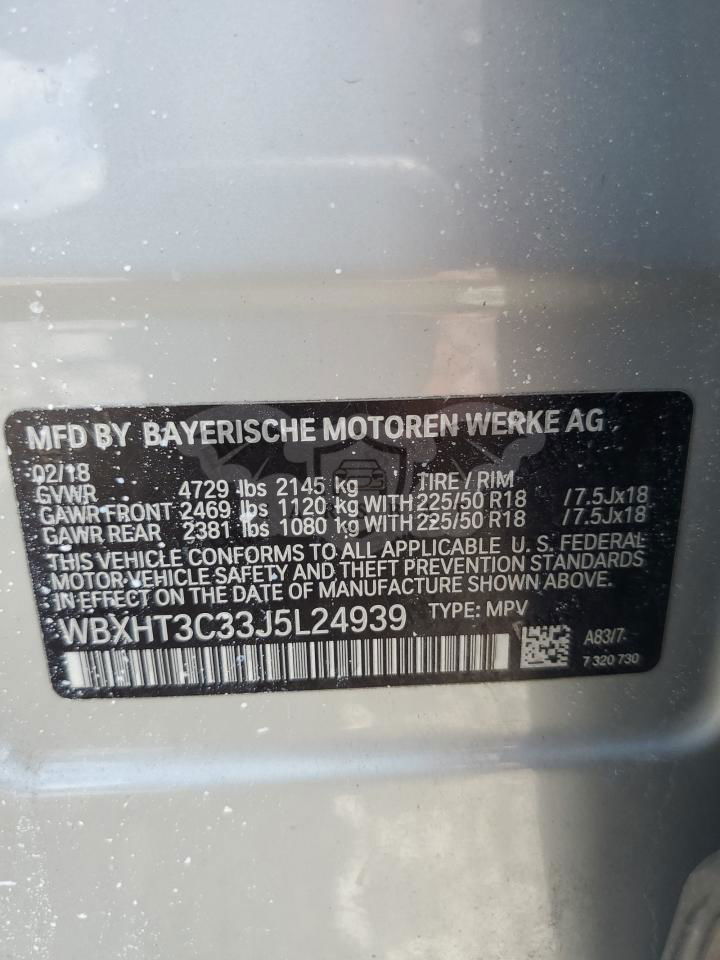 MFD BY BAYERISCHE MOTOREN WERKE AG
02/18
GVWR 4729 lbs 2145 kg TIRE / RIM
GAWR FRONT 2469 lbs 1120 kg WITH 225/50 R18 /7.5Jx18
GAWR REAR 2381 lbs 1080 kg WITH 225/50 R18 /7.5Jx18
THIS VEHICLE CONFORMS TO ALL APPLICABLE U. S. FEDERAL
MOTOR VEHICLE SAFETY AND THEFT PREVENTION STANDARDS
IN EFFECT ON THE DATE OF MANUFACTURE SHOWN ABOVE.
WBXHT3C33J5L24939 TYPE: MPV
A83/7-
7 320 730